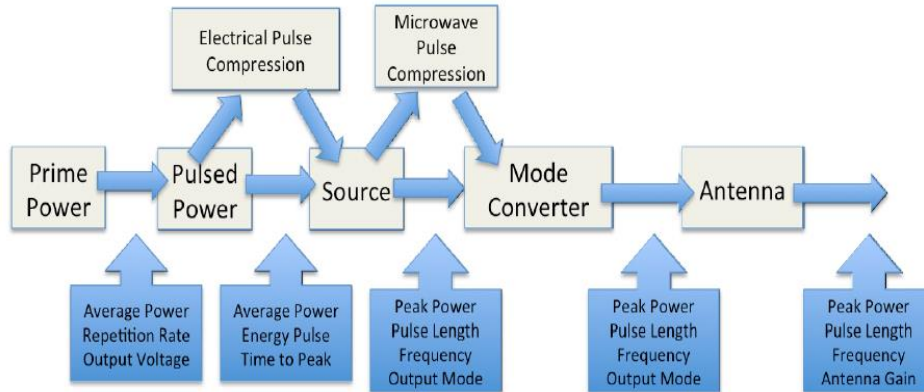 Electrical Pulse
Compression
Microwave
Pulse
Compression
Prime
Power
Pulsed
Power
Source
Mode
Converter
Antenna
Average Power
Repetition Rate
Output Voltage
Average Power
Energy Pulse
Time to Peak
Peak Power
Pulse Length
Frequency
Output Mode
Peak Power
Pulse Length
Frequency
Output Mode
Peak Power
Pulse Length
Frequency
Antenna Gain